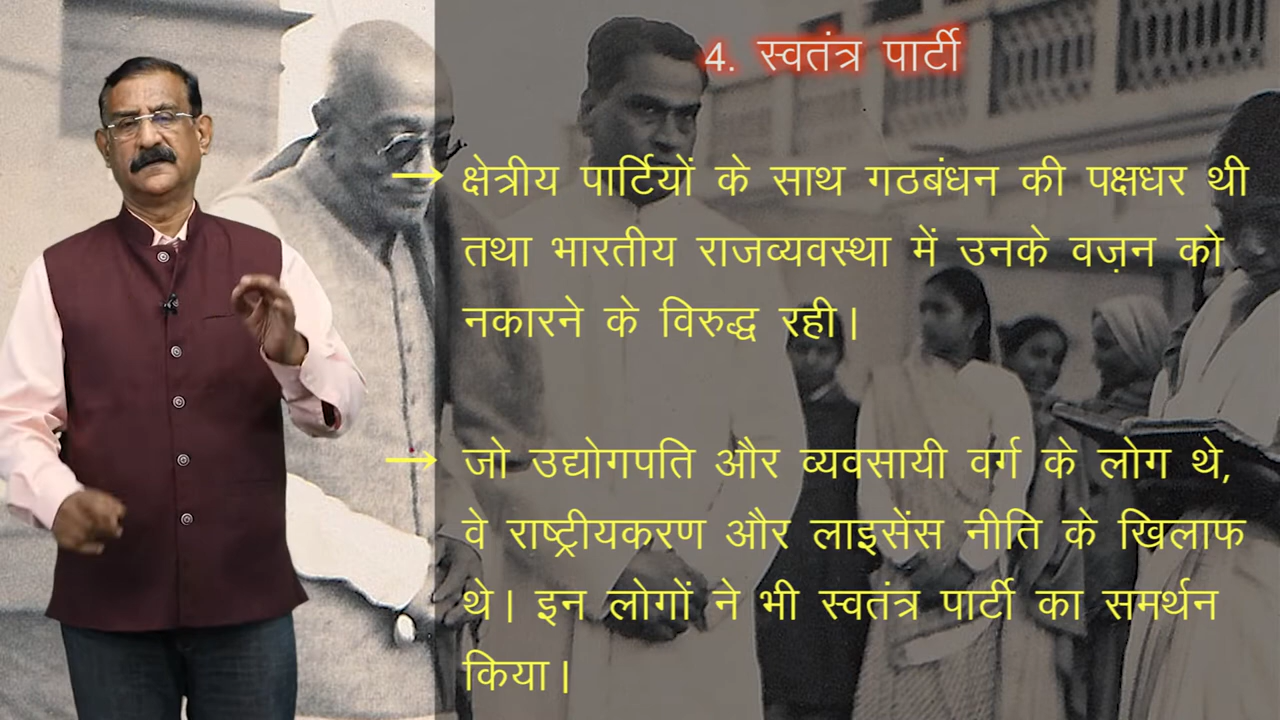 4. स्वतंत्र पार्टी
→ क्षेत्रीय पार्टियों के साथ गठबंधन की पक्षधर थी
तथा भारतीय राजव्यवस्था में उनके वज़न को
नकारने के विरुद्ध रही।
→ जो उद्योगपति और व्यवसायी वर्ग के लोग थे,
वे राष्ट्रीयकरण और लाइसेंस नीति के खिलाफ
थे। इन लोगों ने भी स्वतंत्र पार्टी का समर्थन
किया।